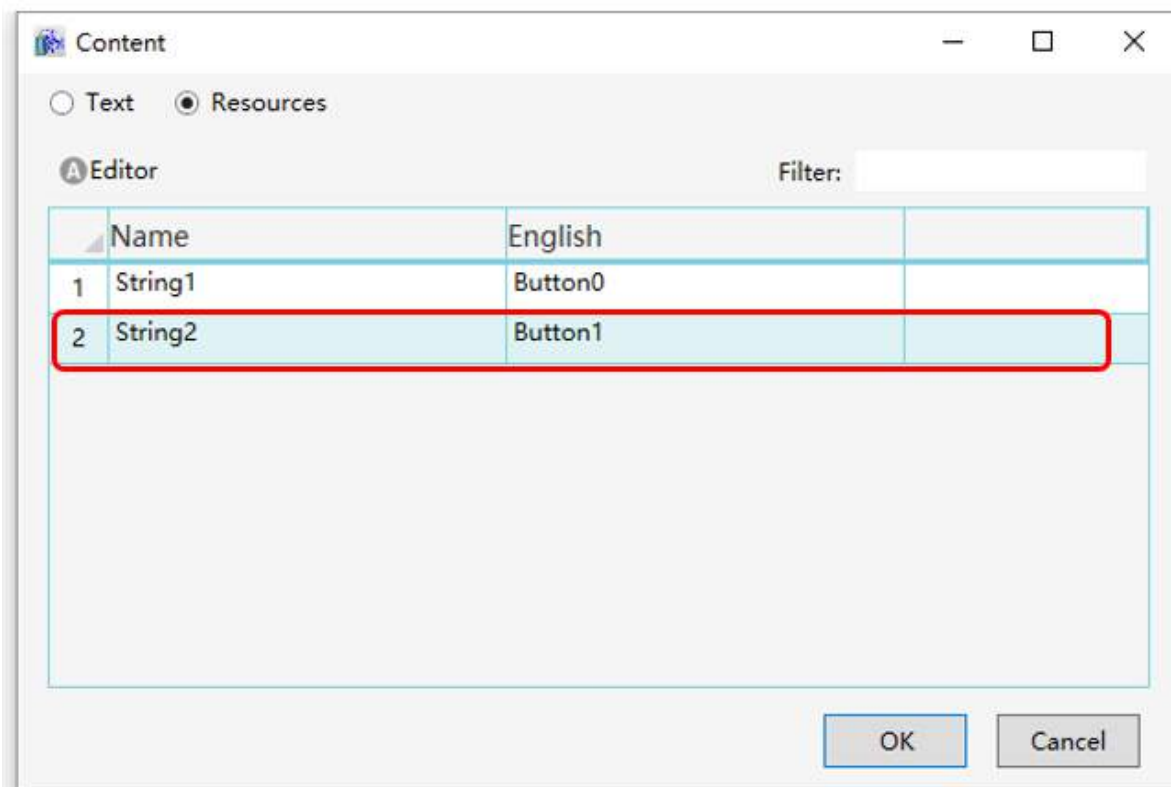 Content
Text Resources
A Editor Filter:
Name English
1 String1 Button0
2 String2 Button1
OK Cancel